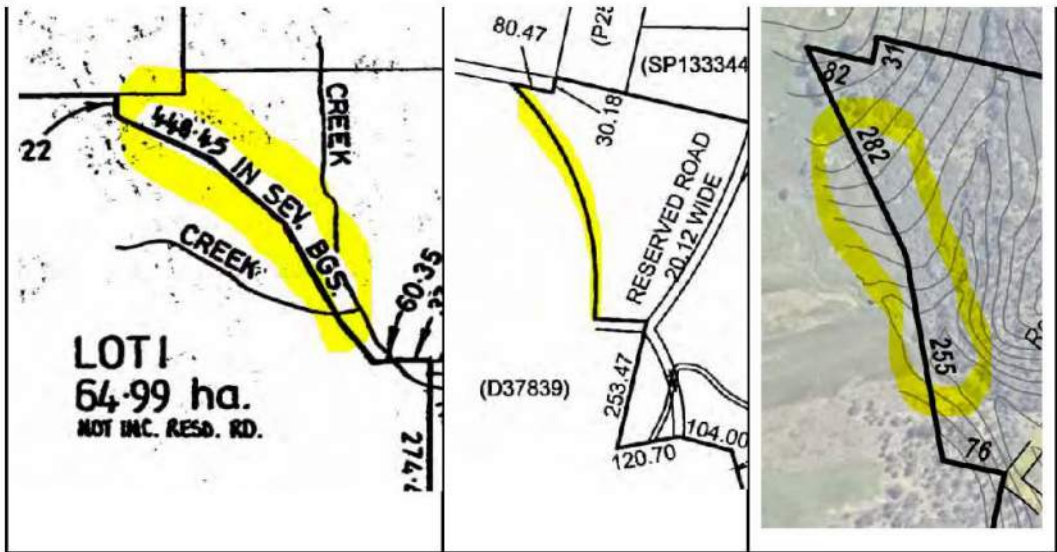 22
448·45 IN SEV. BGS.
CREEK
CREEK
60.35
LOT I
64·99 ha.
NOT INC. RESD. RD.
80.47
(SP133344
30.18
RESERVED ROAD
20.12 WIDE
(D37839)
253.47
120.70
104.00
82
31
282
255
76